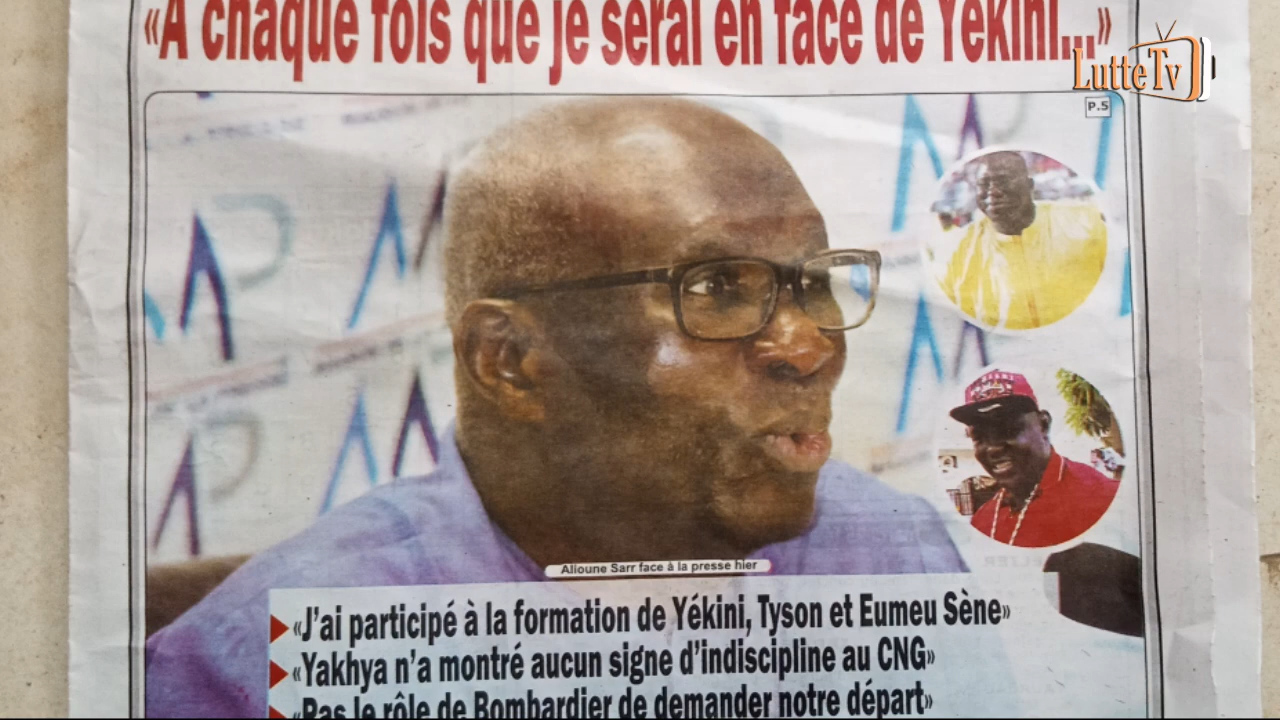 «A chaque fois que je serai en face de Yékini...»
LutteTv
P.5
Alioune Sarr face à la presse hier
«J'ai participé à la formation de Yékini, Tyson et Eumeu Sène»
«Yakhya n'a montré aucun signe d'indiscipline au CNG»
«Pas le rôle de Bombardier de demander notre départ»